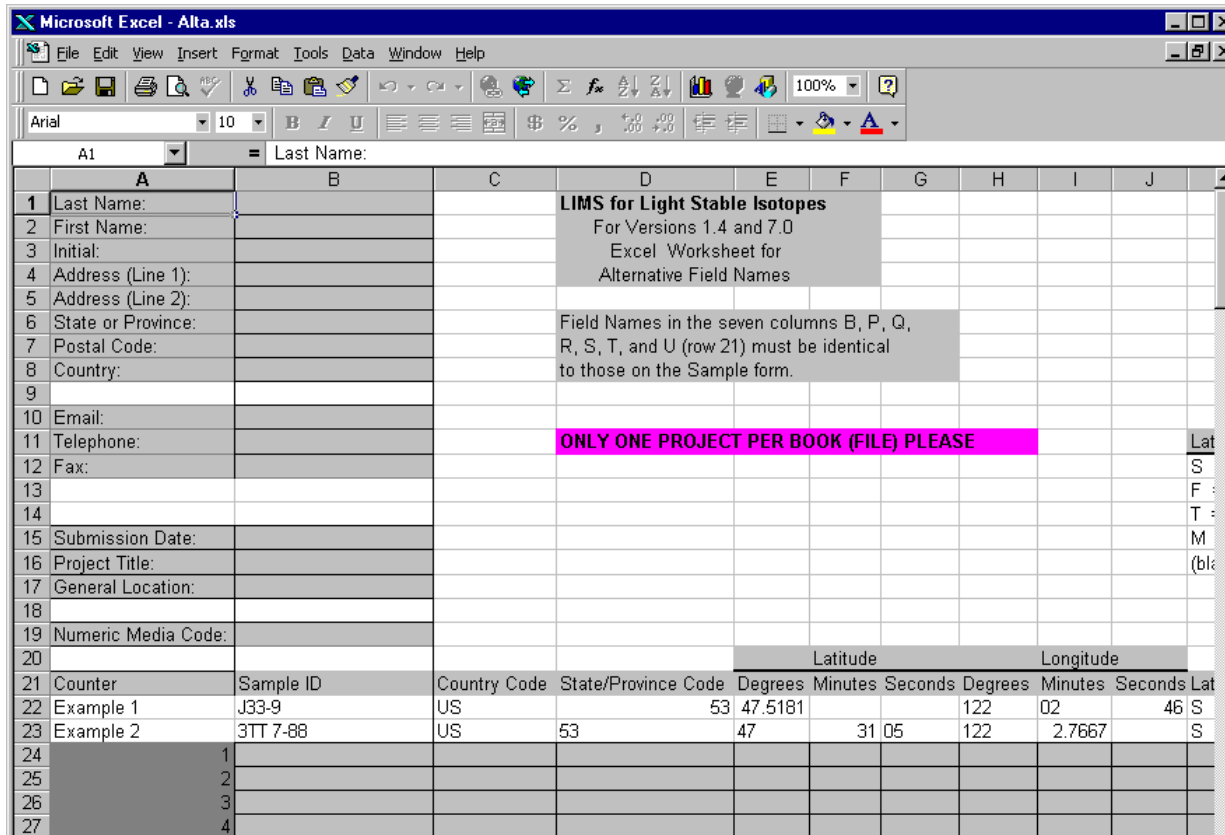 Microsoft Excel - Alta.xls
File Edit View Insert Format Tools Data Window Help
100%
Arial 10 B I U $ % ,
A1 = Last Name:
A B C D E F G H I J
1 Last Name: LIMS for Light Stable Isotopes
2 First Name: For Versions 1.4 and 7.0
3 Initial: Excel Worksheet for
4 Address (Line 1): Alternative Field Names
5 Address (Line 2):
6 State or Province: Field Names in the seven columns B, P, Q,
7 Postal Code: R, S, T, and U (row 21) must be identical
8 Country: to those on the Sample form.
9
10 Email:
11 Telephone: ONLY ONE PROJECT PER BOOK (FILE) PLEASE Lat
12 Fax: S
13 F =
14 T =
15 Submission Date: M
16 Project Title: (bla
17 General Location:
18
19 Numeric Media Code:
20 Latitude Longitude
21 Counter Sample ID Country Code State/Province Code Degrees Minutes Seconds Degrees Minutes Seconds Lat
22 Example 1 J33-9 US 53 47.5181 122 02 46 S
23 Example 2 3TT 7-88 US 53 47 31 05 122 2.7667 S
24 1
25 2
26 3
27 4